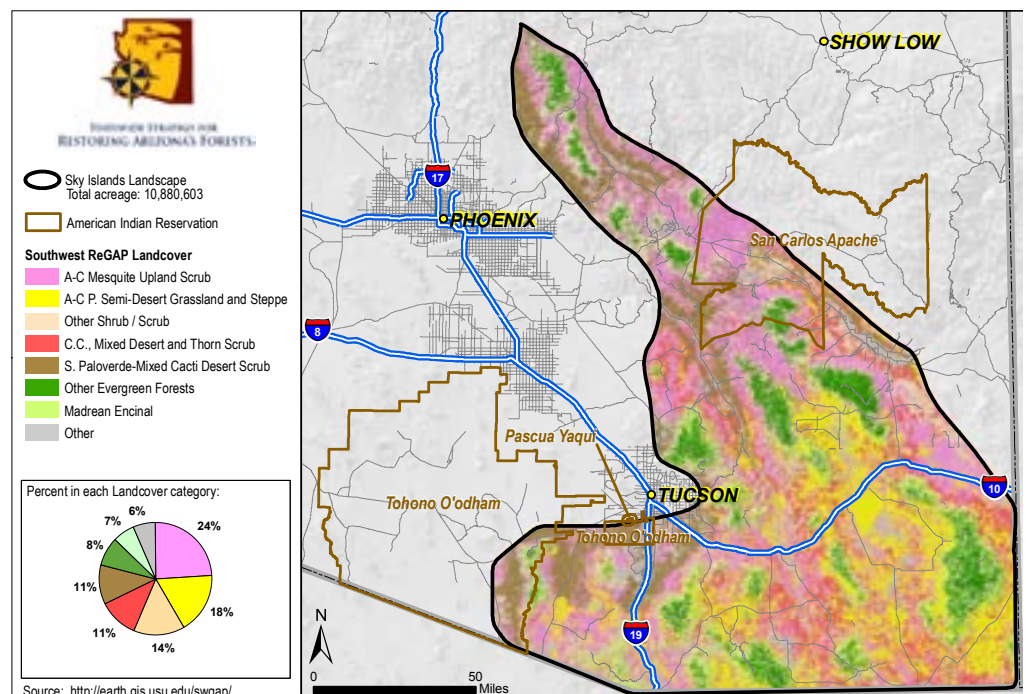 STATEWIDE STRATEGY FOR
RESTORING ARIZONA'S FORESTS
Sky Islands Landscape
Total acreage: 10,880,603
American Indian Reservation
Southwest ReGAP Landcover
A-C Mesquite Upland Scrub
A-C P. Semi-Desert Grassland and Steppe
Other Shrub / Scrub
C.C., Mixed Desert and Thorn Scrub
S. Paloverde-Mixed Cacti Desert Scrub
Other Evergreen Forests
Madrean Encinal
Other
Percent in each Landcover category:
6%
7%
24%
8%
11%
18%
11%
14%
Source: http://earth.gis.usu.edu/swgap/
SHOW LOW
17
PHOENIX
San Carlos Apache
8
Pascua Yaqui
10
TUCSON
Tohono O'odham
Tohono O'odham
19
N
0
50
Miles